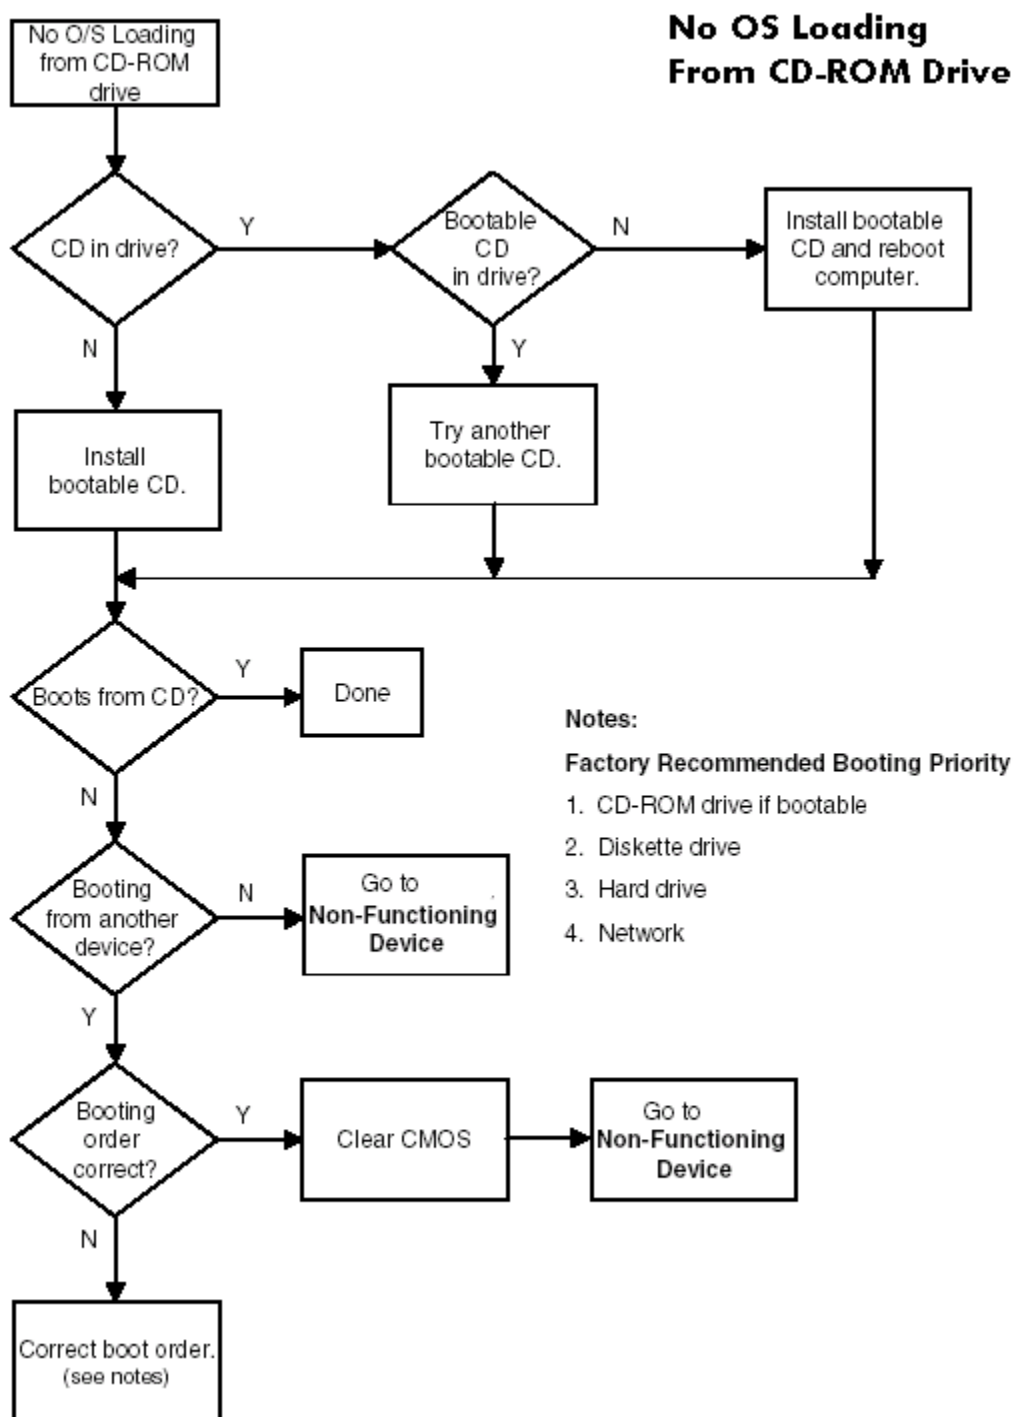 No OS Loading
From CD-ROM Drive
No O/S Loading
from CD-ROM
drive
CD in drive?
Y
Bootable
CD
in drive?
N
Install bootable
CD and reboot
computer.
N
Y
Install
bootable CD.
Try another
bootable CD.
Boots from CD?
Y
Done
N
Booting
from another
device?
N
Go to
Non-Functioning
Device
Y
Booting
order
correct?
Y
Clear CMOS
Go to
Non-Functioning
Device
N
Correct boot order.
(see notes)
Notes:
Factory Recommended Booting Priority
1. CD-ROM drive if bootable
2. Diskette drive
3. Hard drive
4. Network